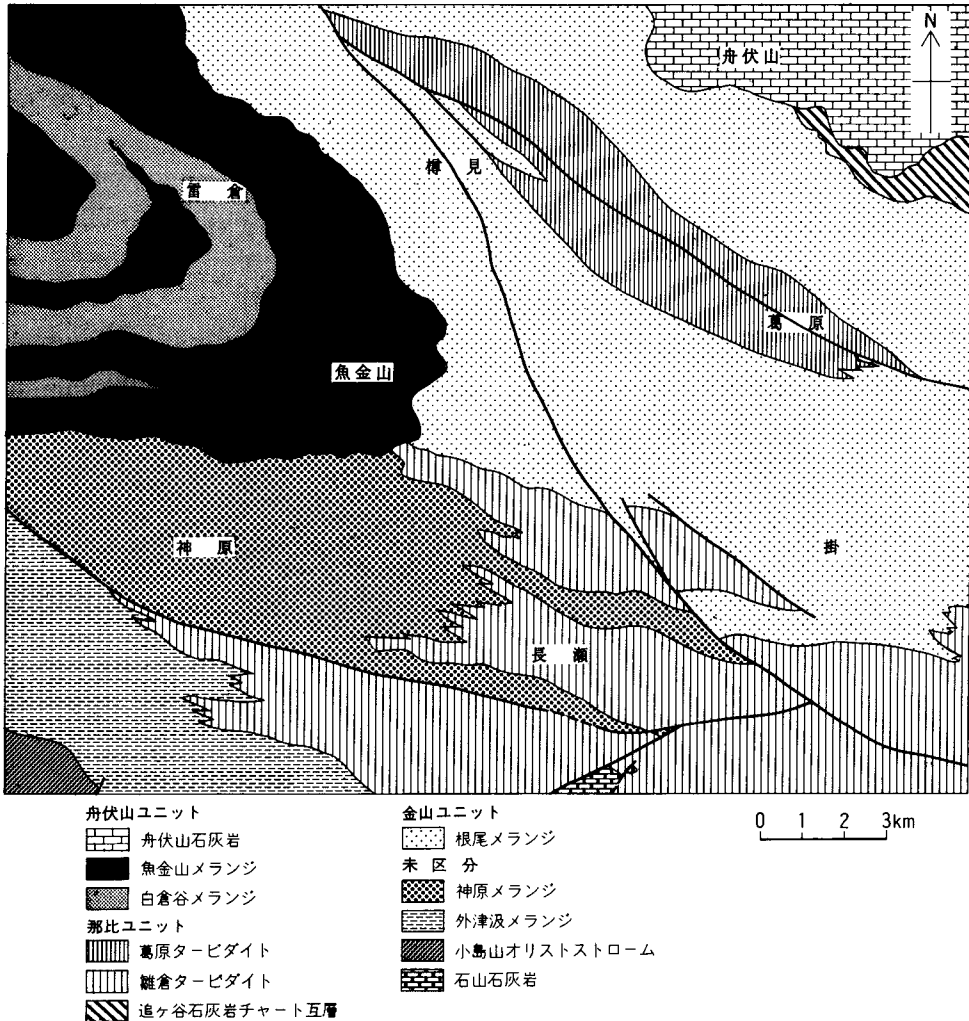 N
舟伏山
樽見
雷倉
葛原
魚金山
神原
掛
長瀬
舟伏山ユニット
舟伏山石灰岩
魚金山メランジ
白倉谷メランジ
那比ユニット
葛原タービダイト
雛倉タービダイト
追ヶ谷石灰岩チャート互層
金山ユニット
根尾メランジ
未区分
神原メランジ
外津汲メランジ
小島山オリストストローム
石山石灰岩
0 1 2 3km